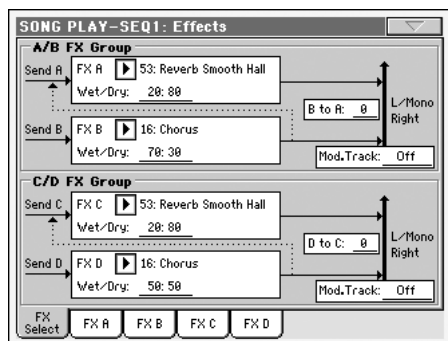 SONG PLAY-SEQ1: Effects
A/B FX Group
Send A
FX A 53: Reverb Smooth Hall
Wet/Dry: 20:80
B to A: 0
L/Mono
Right
Send B
FX B 16: Chorus
Wet/Dry: 70:30
Mod.Track: Off
C/D FX Group
Send C
FX C 53: Reverb Smooth Hall
Wet/Dry: 20:80
D to C: 0
L/Mono
Right
Send D
FX D 16: Chorus
Wet/Dry: 50:50
Mod.Track: Off
FX
Select
FX A
FX B
FX C
FX D